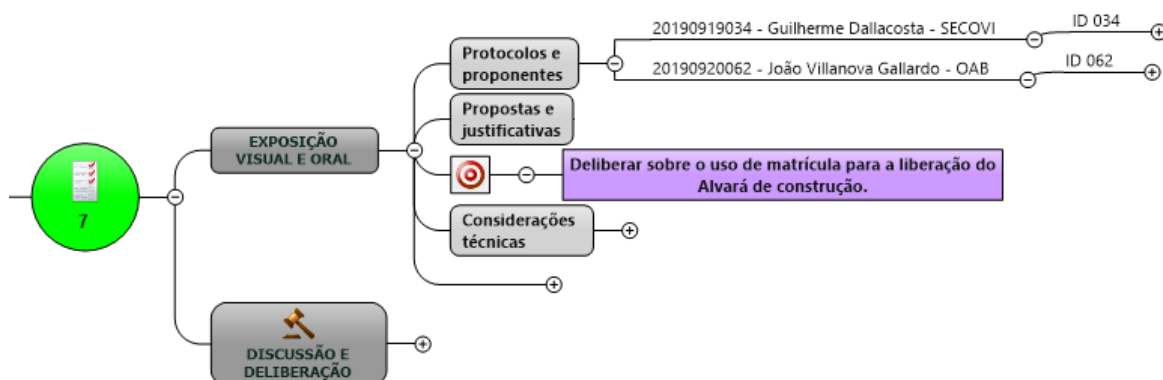 7
EXPOSIÇÃO
VISUAL E ORAL
Protocolos e
proponentes
20190919034 - Guilherme Dallacosta - SECOVI
ID 034
20190920062 - João Villanova Gallardo - OAB
ID 062
Propostas e
justificativas
Deliberar sobre o uso de matrícula para a liberação do
Alvará de construção.
Considerações
técnicas
DISCUSSÃO E
DELIBERAÇÃO